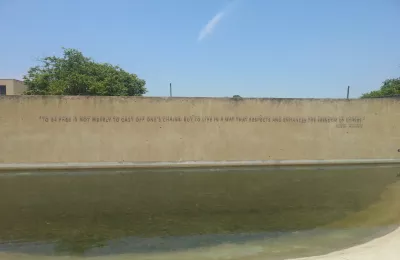 "TO BE FREE IS NOT MERELY TO CAST OFF ONE'S CHAINS, BUT TO LIVE IN A WAY THAT RESPECTS AND ENHANCES THE FREEDOM OF OTHERS"